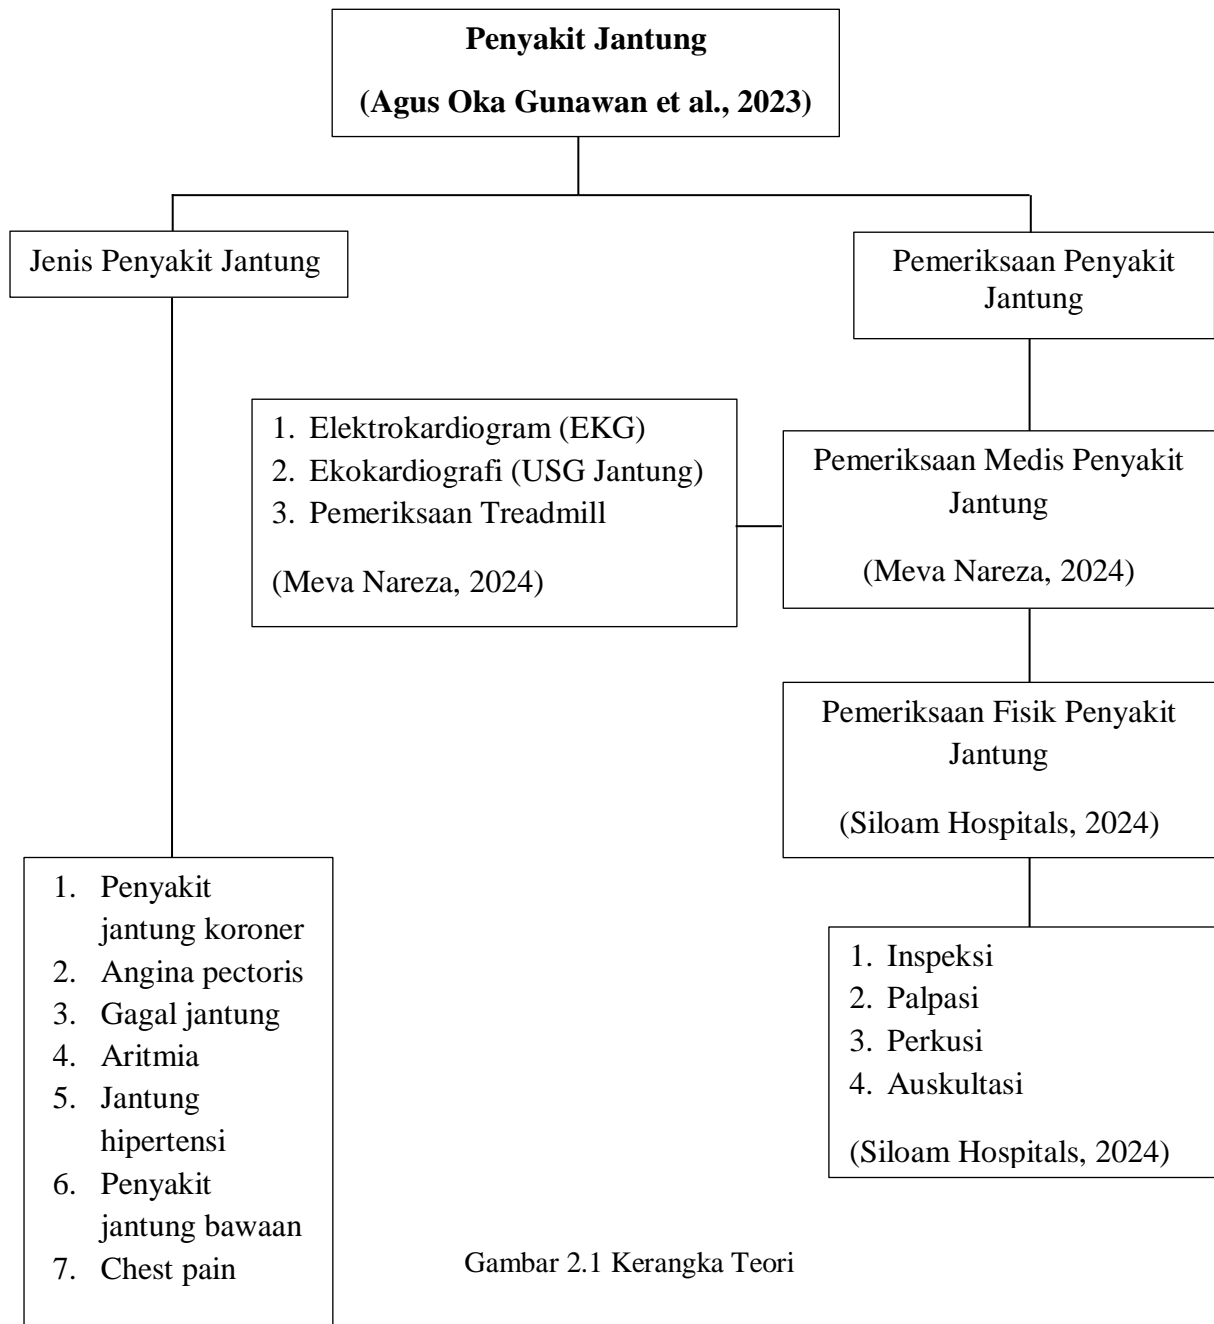 Penyakit Jantung
(Agus Oka Gunawan et al., 2023)
Jenis Penyakit Jantung
Pemeriksaan Penyakit
Jantung
1. Elektrokardiogram (EKG)
2. Ekokardiografi (USG Jantung)
3. Pemeriksaan Treadmill
(Meva Nareza, 2024)
Pemeriksaan Medis Penyakit
Jantung
(Meva Nareza, 2024)
Pemeriksaan Fisik Penyakit
Jantung
(Siloam Hospitals, 2024)
1. Penyakit
jantung koroner
2. Angina pectoris
3. Gagal jantung
4. Aritmia
5. Jantung
hipertensi
6. Penyakit
jantung bawaan
7. Chest pain
1. Inspeksi
2. Palpasi
3. Perkusi
4. Auskultasi
(Siloam Hospitals, 2024)
Gambar 2.1 Kerangka Teori